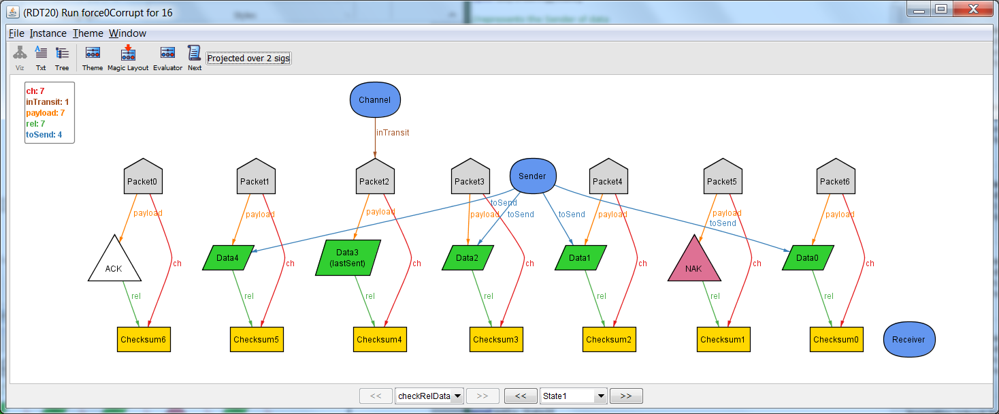 (RDT20) Run force0Corrupt for 16
File Instance Theme Window
Viz Txt Tree Theme Magic Layout Evaluator Next Projected over 2 sigs
ch: 7
inTransit: 1
payload: 7
rel: 7
toSend: 4
Channel
inTransit
Packet0 Packet1 Packet2 Packet3 Sender Packet4 Packet5 Packet6
toSend
payload payload payload payload toSend toSend payload payload payload
toSend
ACK Data4 Data3 Data2 Data1 NAK Data0
(lastSent)
ch ch ch ch ch ch ch
rel rel rel rel rel rel rel
Checksum6 Checksum5 Checksum4 Checksum3 Checksum2 Checksum1 Checksum0 Receiver
<< checkRelData >> << State1 >>